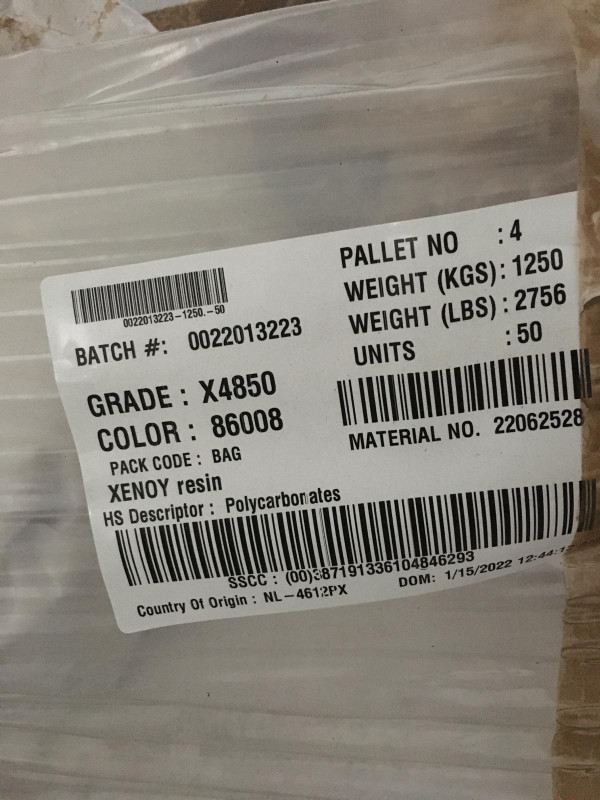 0022013223-1250.-50
BATCH #: 0022013223
PALLET NO : 4
WEIGHT (KGS): 1250
WEIGHT (LBS) : 2756
UNITS : 50
GRADE : X4850
COLOR : 86008
PACK CODE : BAG
MATERIAL NO. 22062528
XENOY resin
HS Descriptor : Polycarbonates
SSCC : (00)387191336104846293
Country Of Origin : NL-4612PX
DOM: 1/15/2022